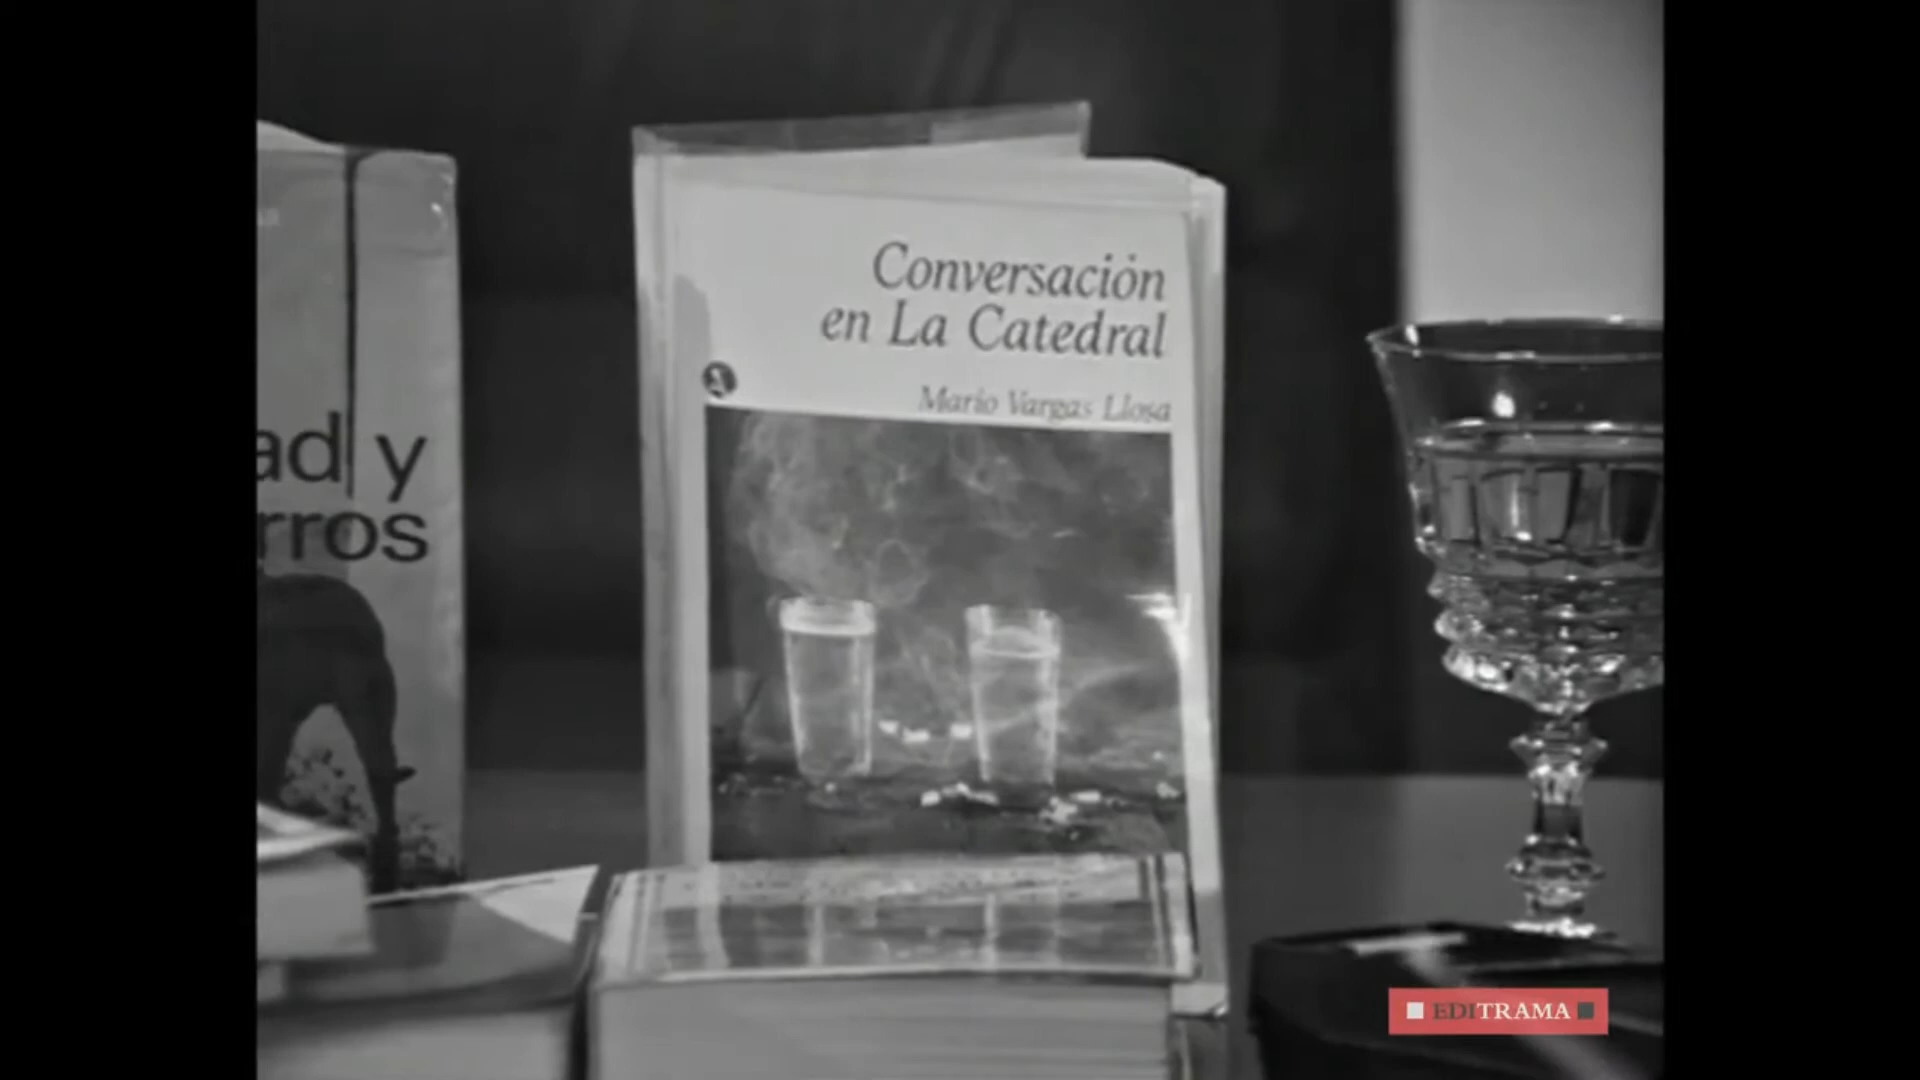 ad y
rros
Conversación
en La Catedral
Mario Vargas Llosa
EDITRAMA